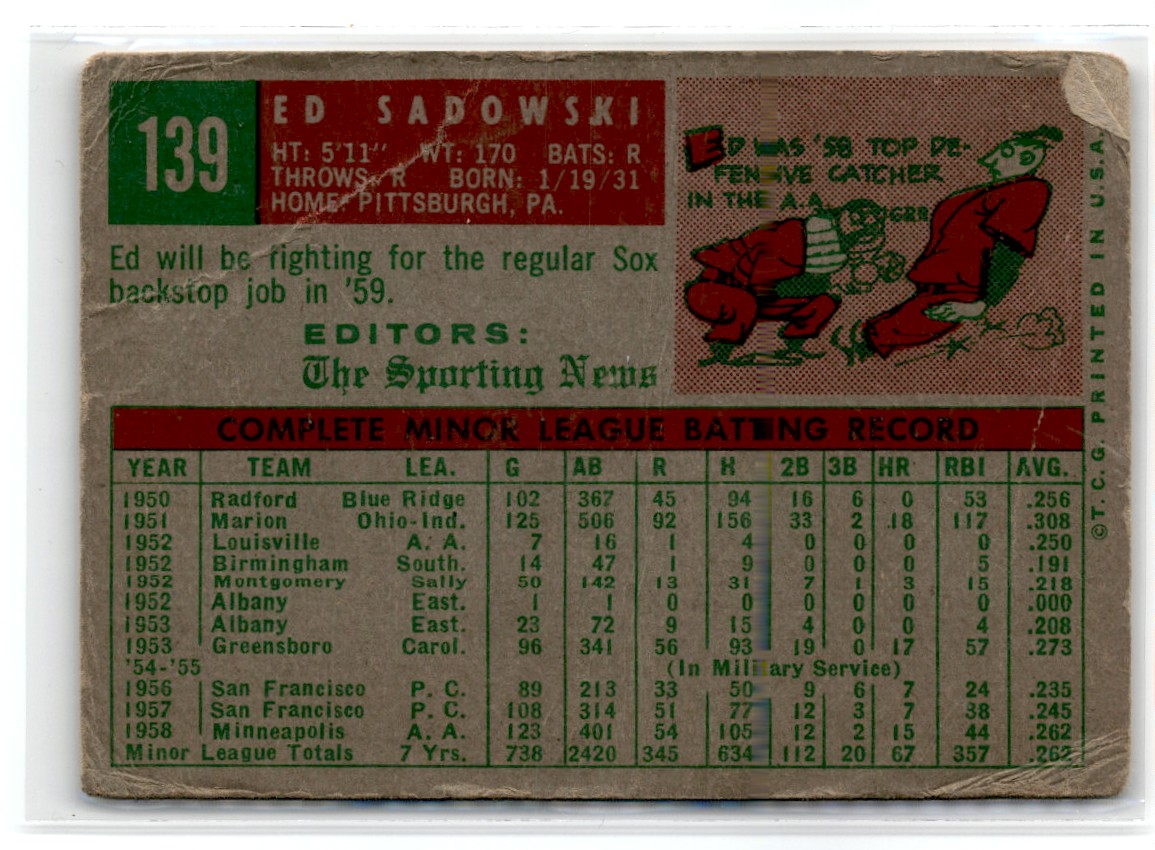 139
ED SADOWSKI
HT: 5'11" WT: 170 BATS: R
THROWS: R BORN: 1/19/31
HOME: PITTSBURGH, PA.
Ed will be fighting for the regular Sox
backstop job in '59.
EDITORS:
The Sporting News
ED WAS '58 TOP DE-
FENSIVE CATCHER
IN THE A.A.
GRR
COMPLETE MINOR LEAGUE BATTING RECORD
YEAR TEAM LEA. G AB R H 2B 3B HR RBI AVG.
1950 Radford Blue Ridge 102 367 45 94 16 6 0 53 .256
1951 Marion Ohio-Ind. 125 506 92 156 33 2 18 117 .308
1952 Louisville A. A. 7 16 1 4 0 0 0 0 .250
1952 Birmingham South. 14 47 1 9 0 0 0 5 .191
1952 Montgomery Sally 50 142 13 31 7 1 3 15 .218
1952 Albany East. 1 1 0 0 0 0 0 0 .000
1953 Albany East. 23 72 9 15 4 0 0 4 .208
1953 Greensboro Carol. 96 341 56 93 19 0 17 57 .273
'54-'55 (In Military Service)
1956 San Francisco P. C. 89 213 33 50 9 6 7 24 .235
1957 San Francisco P. C. 108 314 51 77 12 3 7 38 .245
1958 Minneapolis A. A. 123 401 54 105 12 2 15 44 .262
Minor League Totals 7 Yrs. 738 2420 345 634 112 20 67 357 .262
©T.C.G. PRINTED IN U.S.A.